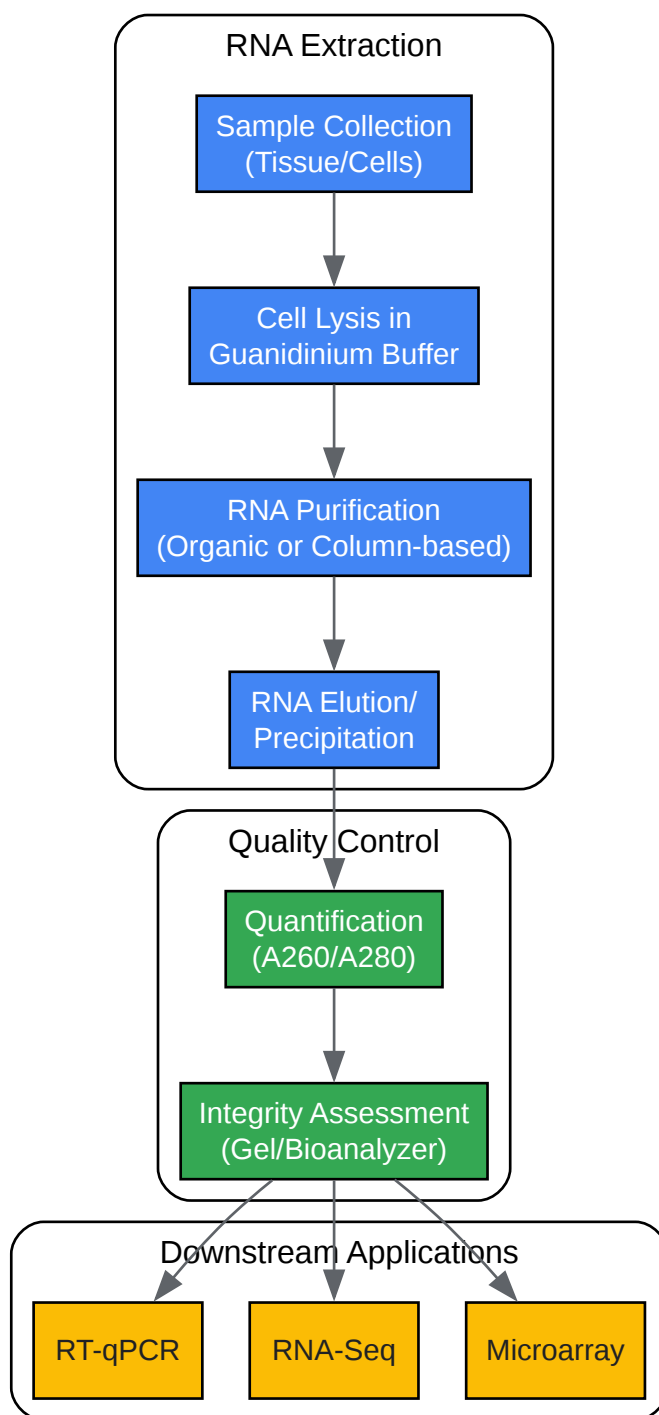 RNA Extraction
Sample Collection
(Tissue/Cells)
Cell Lysis in
Guanidinium Buffer
RNA Purification
(Organic or Column-based)
RNA Elution/
Precipitation
Quality Control
Quantification
(A260/A280)
Integrity Assessment
(Gel/Bioanalyzer)
Downstream Applications
RT-qPCR
RNA-Seq
Microarray